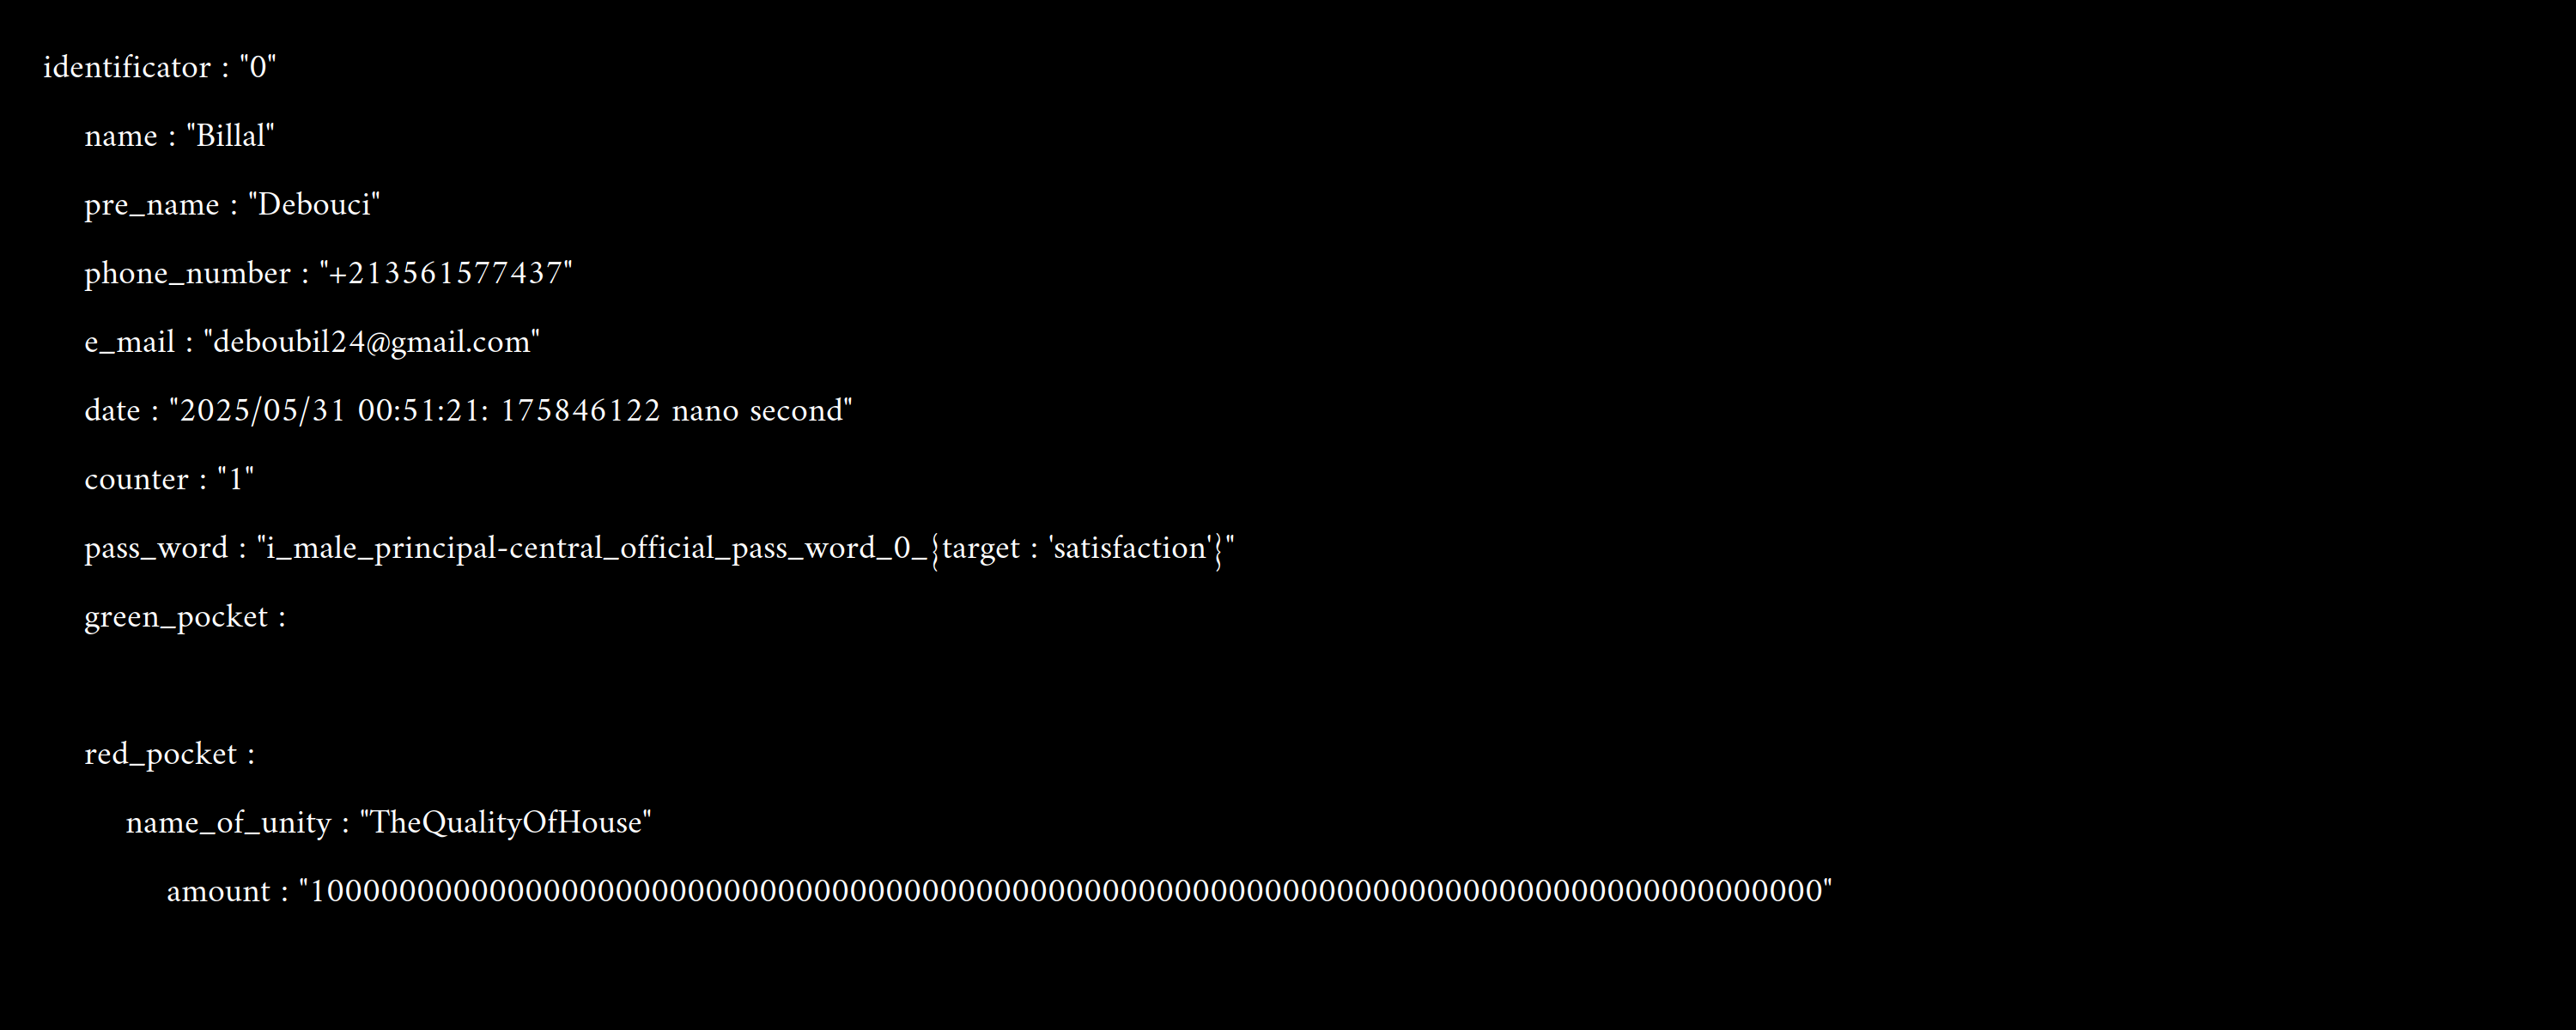 identificator : "0"
name : "Billal"
pre_name : "Debouci"
phone_number : "+213561577437"
e_mail : "deboubil24@gmail.com"
date : "2025/05/31 00:51:21: 175846122 nano second"
counter : "1"
pass_word : "i_male_principal-central_official_pass_word_0_{target : 'satisfaction'}"
green_pocket :
red_pocket :
name_of_unity : "TheQualityOfHouse"
amount : "100000000000000000000000000000000000000000000000000000000000000000000000000000000000"